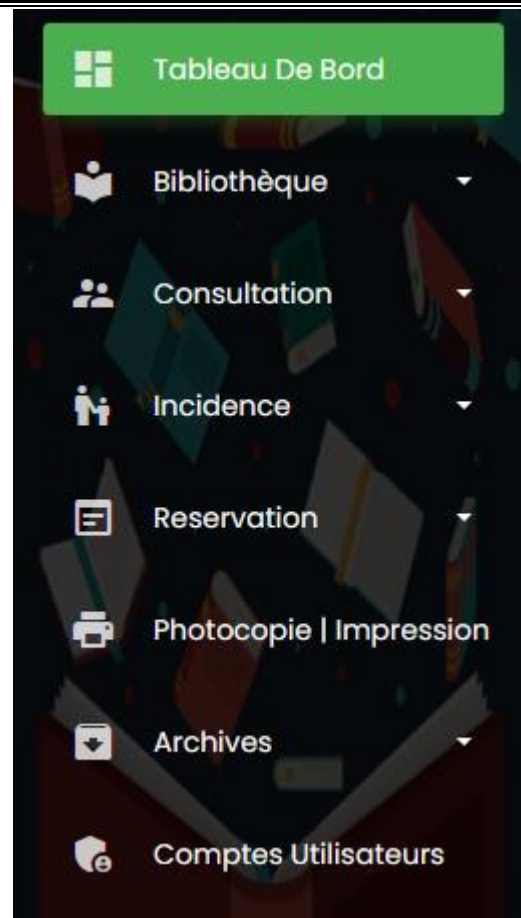 Tableau De Bord
Bibliothèque
Consultation
Incidence
Reservation
Photocopie | Impression
Archives
Comptes Utilisateurs